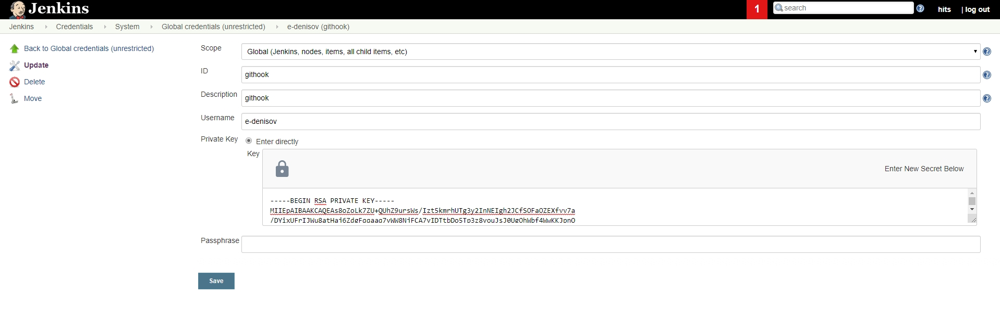 Jenkins
1
search
hits
| log out
Jenkins
Credentials
System
Global credentials (unrestricted)
e-denisov (githook)
Back to Global credentials (unrestricted)
Update
Delete
Move
Scope
Global (Jenkins, nodes, items, all child items, etc)
ID
githook
Description
githook
Username
e-denisov
Private Key
Enter directly
Key
Enter New Secret Below
-----BEGIN RSA PRIVATE KEY-----
MIIEpAIBAAKCAQEAs8oZoLk7ZU+QUhZ9ursWs/Izt5kmrhUTg3y2InNEIgh2JCfSOFaOZEXfvv7a
Passphrase
Save